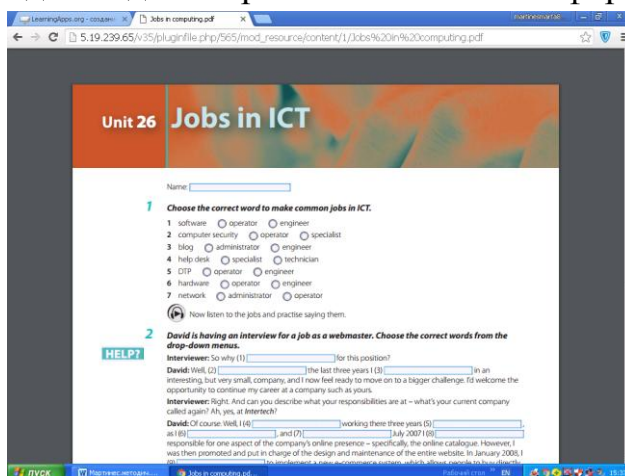 LearningApps.org - создани
Jobs in computing.pdf
5.19.239.65/v35/pluginfile.php/565/mod_resource/content/1/Jobs%20in%20computing.pdf
Unit 26 Jobs in ICT
Name
1 Choose the correct word to make common jobs in ICT.
1 software operator engineer
2 computer security operator specialist
3 blog administrator engineer
4 help desk specialist technician
5 DTP operator engineer
6 hardware operator engineer
7 network administrator operator
Now listen to the jobs and practise saying them.
2 David is having an interview for a job as a webmaster. Choose the correct words from the
drop-down menus.
HELP?
Interviewer: So why (1) for this position?
David: Well, (2) the last three years I (3) in an
interesting, but very small, company, and I now feel ready to move on to a bigger challenge. I'd welcome the
opportunity to continue my career at a company such as yours.
Interviewer: Right. And can you describe what your responsibilities are at – what's your current company
called again? Ah, yes, at Intertech?
David: Of course. Well, I (4) working there three years (5) ,
as I (6) , and (7) July 2007 I (8)
responsible for one aspect of the company's online presence – specifically, the online catalogue. However, I
was then promoted and put in charge of the design and maintenance of the entire website. In January 2008, I
пуск
Jobs in computing.pd...
Рабочий стол
EN